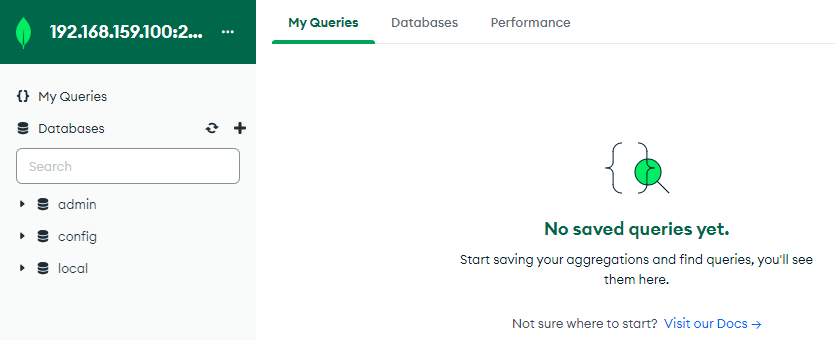 192.168.159.100:2...
My Queries
Databases
Search
admin
config
local
My Queries Databases Performance
No saved queries yet.
Start saving your aggregations and find queries, you'll see
them here.
Not sure where to start? Visit our Docs →